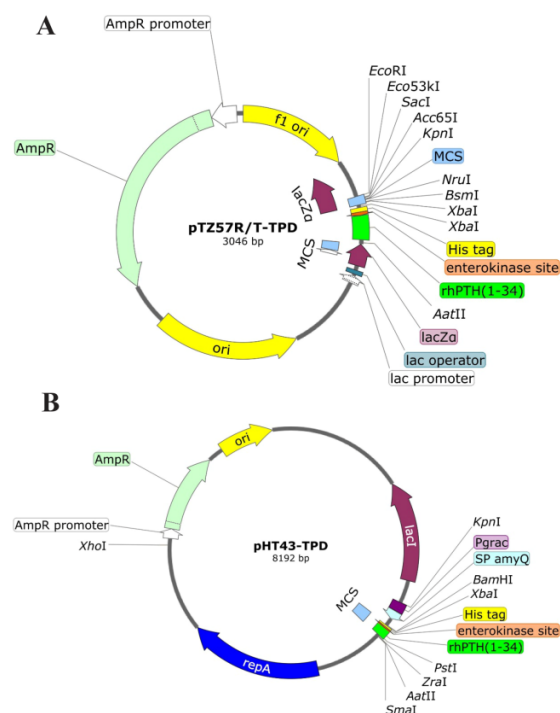 A
AmpR promoter
EcoRI
Eco53kI
SacI
Acc65I
KpnI
MCS
NruI
BsmI
XbaI
XbaI
His tag
enterokinase site
rhPTH(1-34)
AatII
lacZα
lac operator
lac promoter
AmpR
f1 ori
lacZα
pTZ57R/T-TPD
3046 bp
MCS
ori
B
ori
AmpR
AmpR promoter
XhoI
pHT43-TPD
8192 bp
lacI
KpnI
Pgrac
SP amyQ
BamHI
XbaI
His tag
enterokinase site
rhPTH(1-34)
PstI
ZraI
AatII
SmaI
MCS
repA